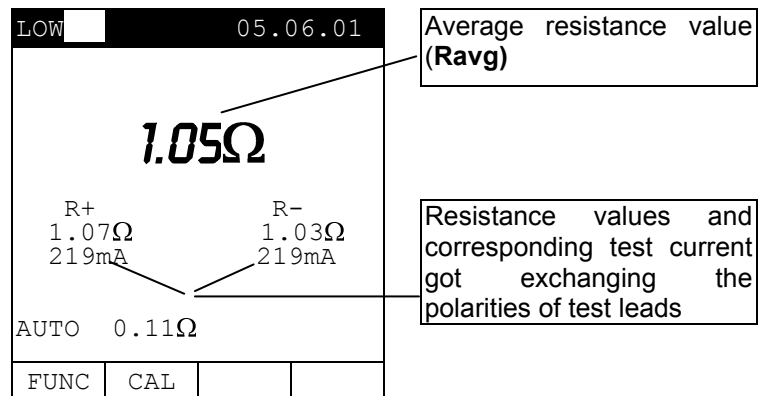 LOW 05.06.01
1.05Ω
R+ R-
1.07Ω 1.03Ω
219mA 219mA
AUTO 0.11Ω
FUNC CAL
Average resistance value
(Ravg)
Resistance values and
corresponding test current
got exchanging the
polarities of test leads